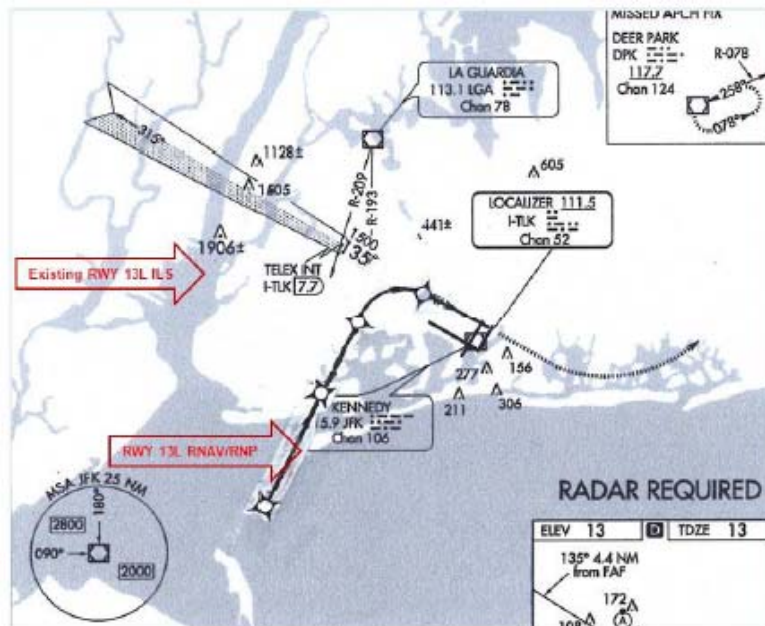 MISSED APCH FIX
DEER PARK
DPK
117.7
Chan 124
R-078
258°
078°
LA GUARDIA
113.1 LGA
Chan 78
315°
1128±
605
R-209
R-193
LOCALIZER 111.5
I-TLK
Chan 52
441±
1906±
1500
35°
TELEX INT
I-TLK 7.7
Existing RWY 13L ILS
277
156
211
306
KENNEDY
5.9 JFK
Chan 106
RWY 13L RNAV/RNP
MSA JFK 25 NM
180°
2800
090°
2000
RADAR REQUIRED
ELEV 13
D
TDZE 13
135° 4.4 NM
from FAF
172
A